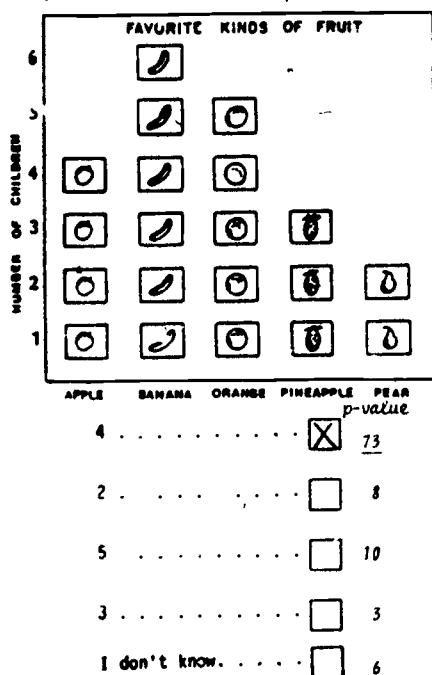 FAVORITE KINDS OF FRUIT
NUMBER OF CHILDREN
6
5
4
3
2
1
APPLE BANANA ORANGE PINEAPPLE PEAR
p-value
4 . . . . . . . . . . . X 73
2 . . . . . . . . . 8
5 . . . . . . . . . 10
3 . . . . . . . . . . . 3
I don't know. . . . . . 6